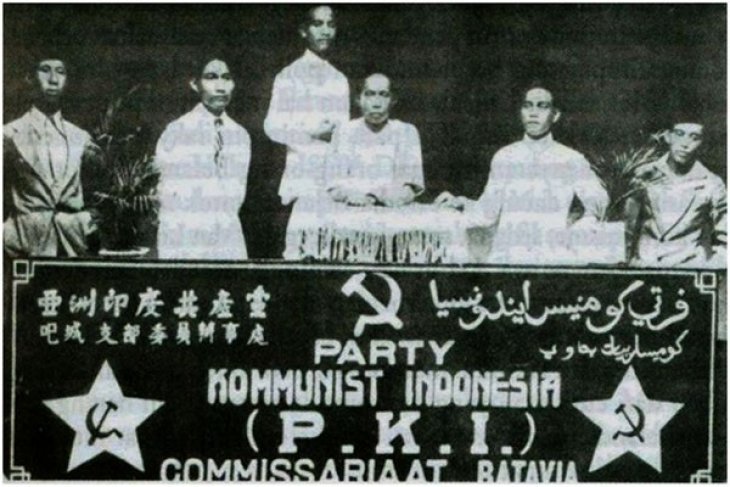 亞洲印度共產黨
吧城 支部委員辦事處
فرتي كومنيس ايندونسيا
PARTY
KOMMUNIST INDONESIA
(P.K.I.)
COMMISSARIAAT BATAVIA